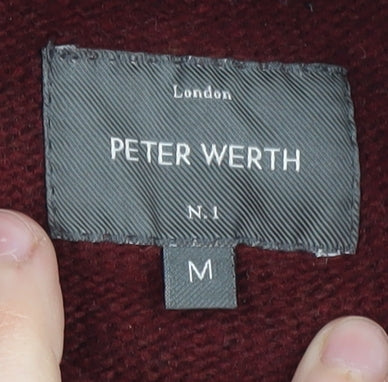 London
PETER WERTH
N.1
M